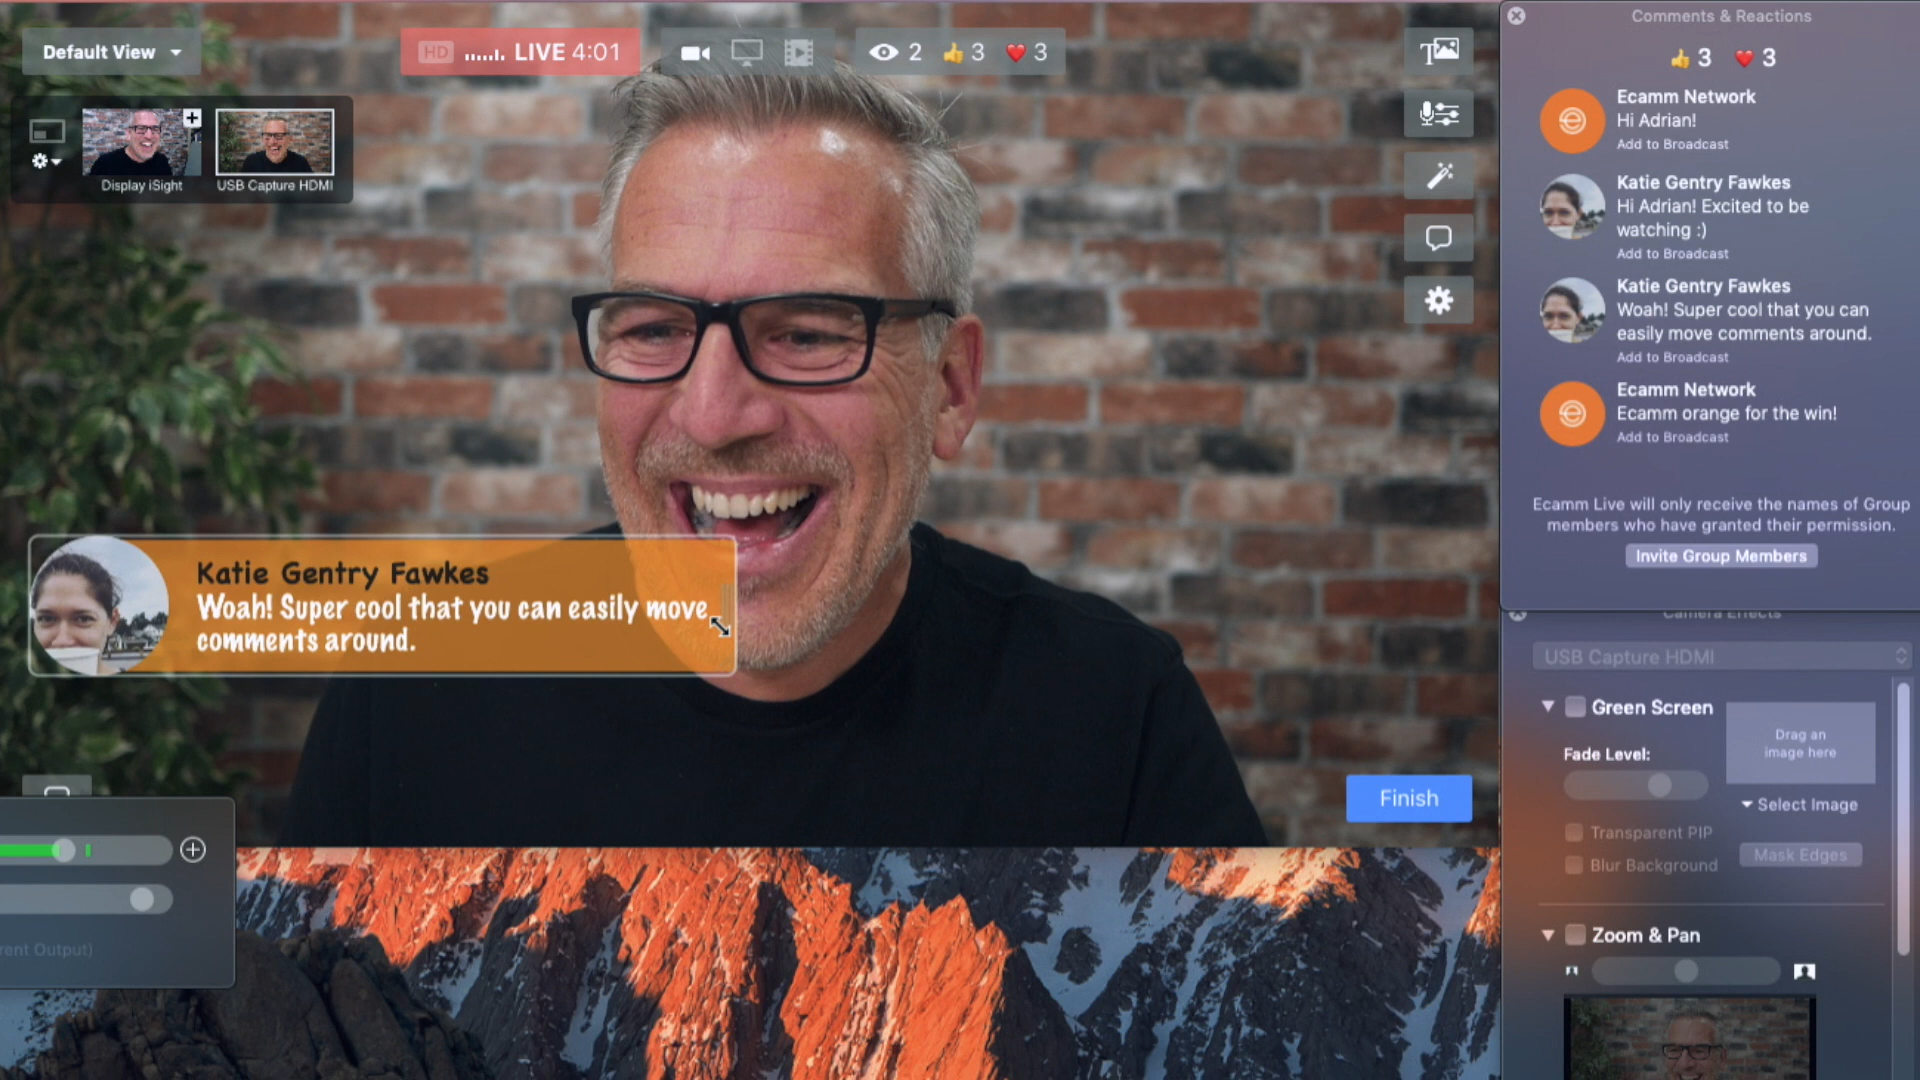 Default View
HD LIVE 4:01
2 3 3
Display iSight
USB Capture HDMI
T
Katie Gentry Fawkes
Woah! Super cool that you can easily move
comments around.
Finish
rent Output)
Comments & Reactions
3 3
Ecamm Network
Hi Adrian!
Add to Broadcast
Katie Gentry Fawkes
Hi Adrian! Excited to be
watching :)
Add to Broadcast
Katie Gentry Fawkes
Woah! Super cool that you can
easily move comments around.
Add to Broadcast
Ecamm Network
Ecamm orange for the win!
Add to Broadcast
Ecamm Live will only receive the names of Group
members who have granted their permission.
Invite Group Members
Camera Effects
USB Capture HDMI
Green Screen
Drag an
image here
Fade Level:
Select Image
Transparent PIP
Blur Background
Mask Edges
Zoom & Pan